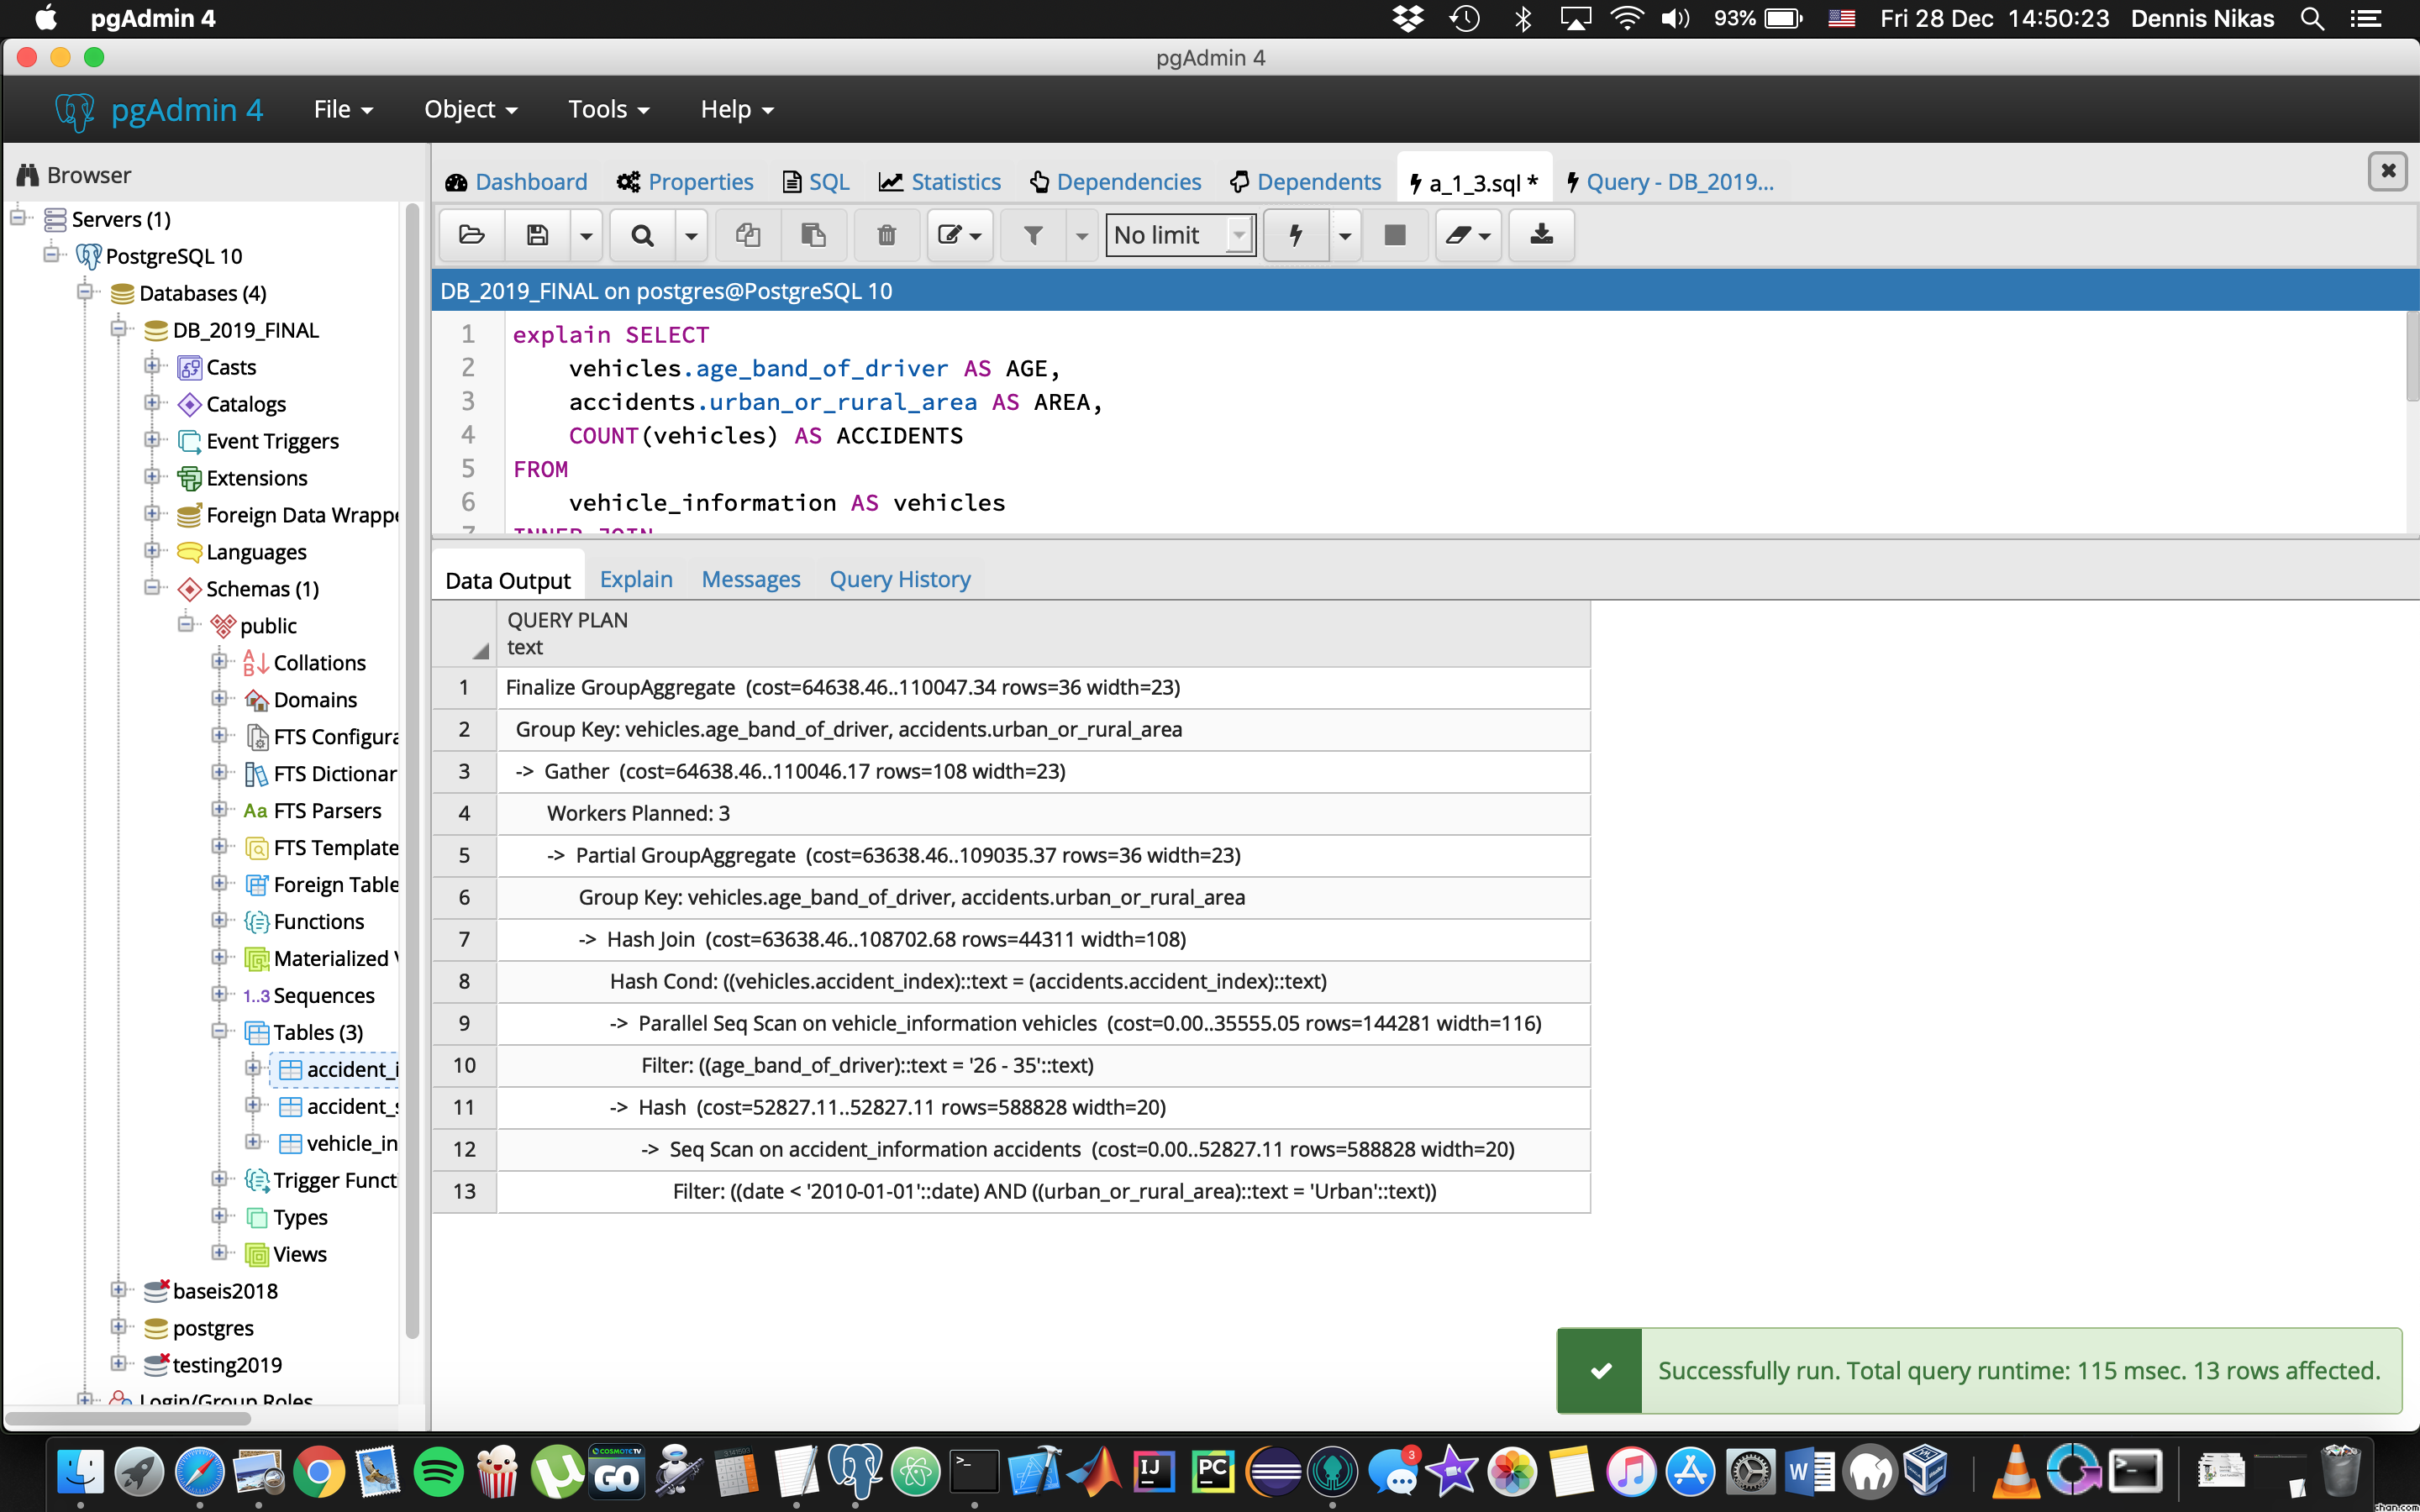 pgAdmin 4
93%
Fri 28 Dec 14:50:23 Dennis Nikas
pgAdmin 4
pgAdmin 4
File
Object
Tools
Help
Browser
Servers (1)
PostgreSQL 10
Databases (4)
DB_2019_FINAL
Casts
Catalogs
Event Triggers
Extensions
Foreign Data Wrappe
Languages
Schemas (1)
public
Collations
Domains
FTS Configura
FTS Dictionar
Aa FTS Parsers
FTS Template
Foreign Table
Functions
Materialized
1..3 Sequences
Tables (3)
accident_i
accident_s
vehicle_in
Trigger Funct
Types
Views
baseis2018
postgres
testing2019
Login/Group Roles
Dashboard
Properties
SQL
Statistics
Dependencies
Dependents
a_1_3.sql *
Query - DB_2019...
No limit
DB_2019_FINAL on postgres@PostgreSQL 10
1 explain SELECT
2 vehicles.age_band_of_driver AS AGE,
3 accidents.urban_or_rural_area AS AREA,
4 COUNT(vehicles) AS ACCIDENTS
5 FROM
6 vehicle_information AS vehicles
7 INNER JOIN
Data Output
Explain
Messages
Query History
QUERY PLAN
text
1 Finalize GroupAggregate (cost=64638.46..110047.34 rows=36 width=23)
2 Group Key: vehicles.age_band_of_driver, accidents.urban_or_rural_area
3 -> Gather (cost=64638.46..110046.17 rows=108 width=23)
4 Workers Planned: 3
5 -> Partial GroupAggregate (cost=63638.46..109035.37 rows=36 width=23)
6 Group Key: vehicles.age_band_of_driver, accidents.urban_or_rural_area
7 -> Hash Join (cost=63638.46..108702.68 rows=44311 width=108)
8 Hash Cond: ((vehicles.accident_index)::text = (accidents.accident_index)::text)
9 -> Parallel Seq Scan on vehicle_information vehicles (cost=0.00..35555.05 rows=144281 width=116)
10 Filter: ((age_band_of_driver)::text = '26 - 35'::text)
11 -> Hash (cost=52827.11..52827.11 rows=588828 width=20)
12 -> Seq Scan on accident_information accidents (cost=0.00..52827.11 rows=588828 width=20)
13 Filter: ((date < '2010-01-01'::date) AND ((urban_or_rural_area)::text = 'Urban'::text))
Successfully run. Total query runtime: 115 msec. 13 rows affected.
COSMOTE TV
GO
IJ
PC
3
W